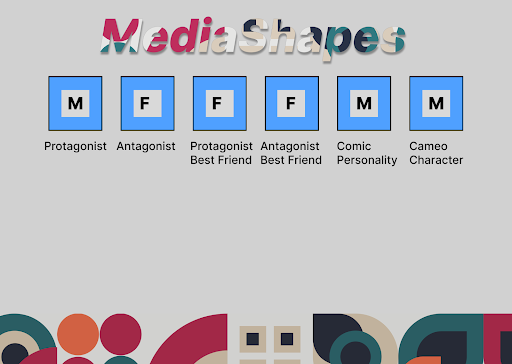 MediaShapes
M F F F M M
Protagonist Antagonist Protagonist Antagonist Comic Cameo
Best Friend Best Friend Personality Character